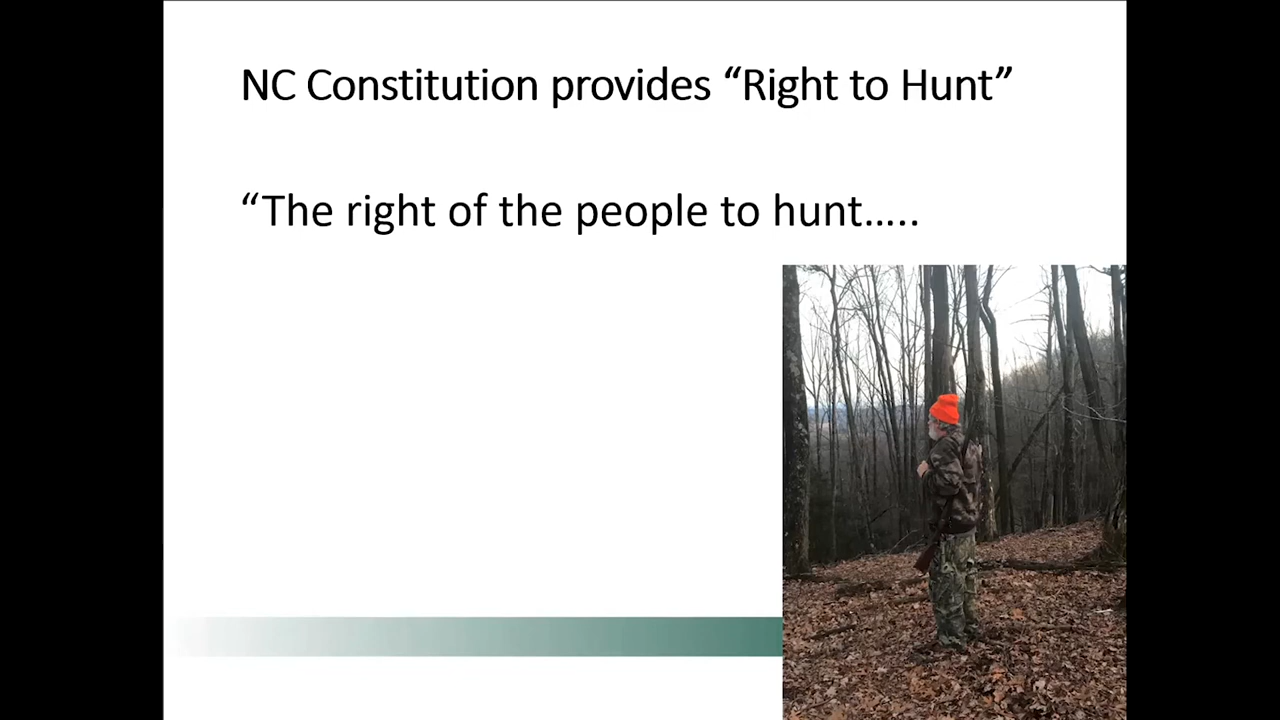 NC Constitution provides “Right to Hunt”
“The right of the people to hunt…..